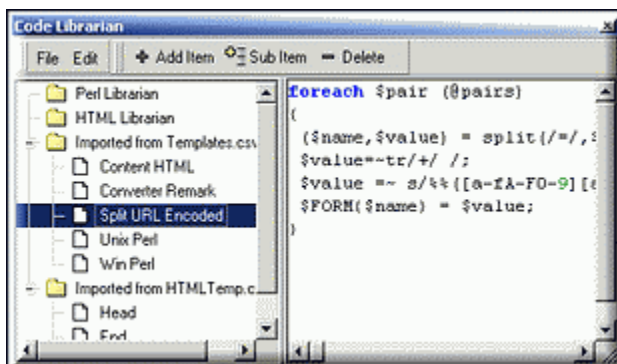 Code Librarian
File Edit Add Item Sub Item Delete
Perl Librarian
HTML Librarian
Imported from Templates.csv
Content HTML
Converter Remark
Split URL Encoded
Unix Perl
Win Perl
Imported from HTMLTemp.c
Head
End
foreach $pair (@pairs)
{
($name,$value) = split(/=/,$
$value=~tr/+/ /;
$value =~ s/%%([a-fA-F0-9][
$FORM($name) = $value;
}